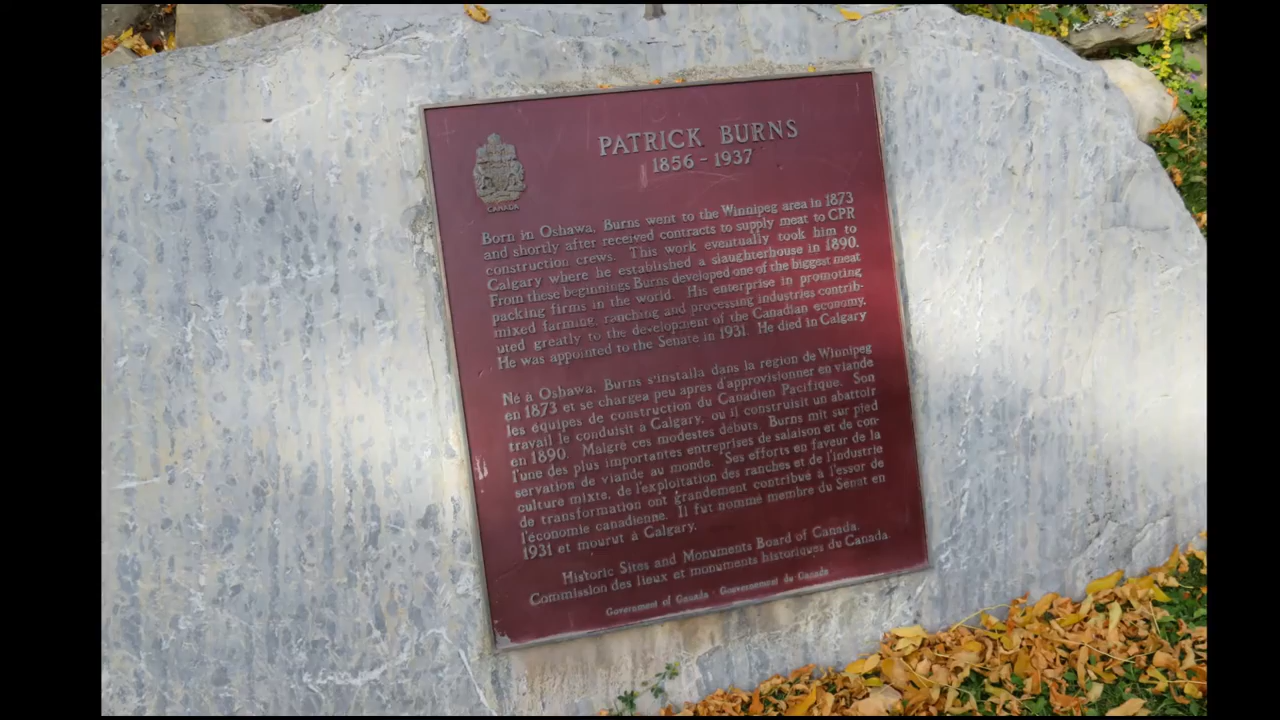 CANADA
PATRICK BURNS
1856 - 1937
Born in Oshawa, Burns went to the Winnipeg area in 1873
and shortly after received contracts to supply meat to CPR
construction crews. This work eventually took him to
Calgary where he established a slaughterhouse in 1890.
From these beginnings Burns developed one of the biggest meat
packing firms in the world. His enterprise in promoting
mixed farming, ranching and processing industries contrib-
uted greatly to the development of the Canadian economy.
He was appointed to the Senate in 1931. He died in Calgary
Né à Oshawa, Burns s'installa dans la région de Winnipeg
en 1873 et se chargea peu après d'approvisionner en viande
les équipes de construction du Canadien Pacifique. Son
travail le conduisit à Calgary, où il construisit un abattoir
en 1890. Malgré ces modestes débuts, Burns mit sur pied
l'une des plus importantes entreprises de salaison et de con-
servation de viande au monde. Ses efforts en faveur de la
culture mixte, de l'exploitation des ranches et de l'industrie
de transformation ont grandement contribué à l'essor de
l'économie canadienne. Il fut nommé membre du Sénat en
1931 et mourut à Calgary.
Historic Sites and Monuments Board of Canada.
Commission des lieux et monuments historiques du Canada.
Government of Canada - Gouvernement du Canada